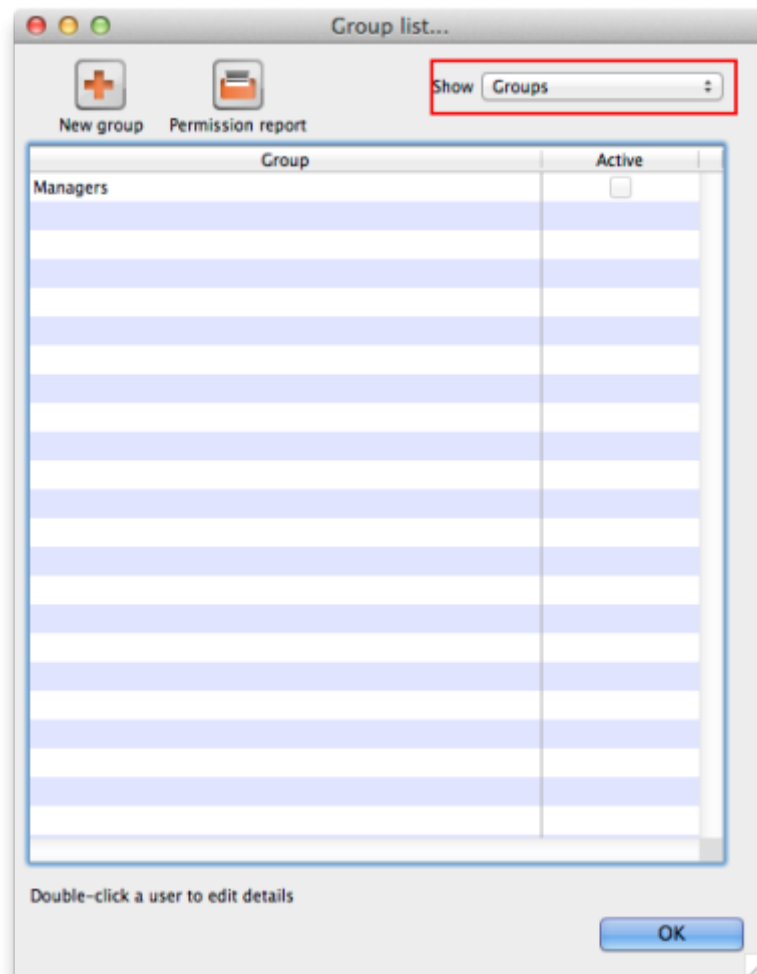 Group list...
Show Groups
New group Permission report
Group Active
Managers
Double-click a user to edit details
OK